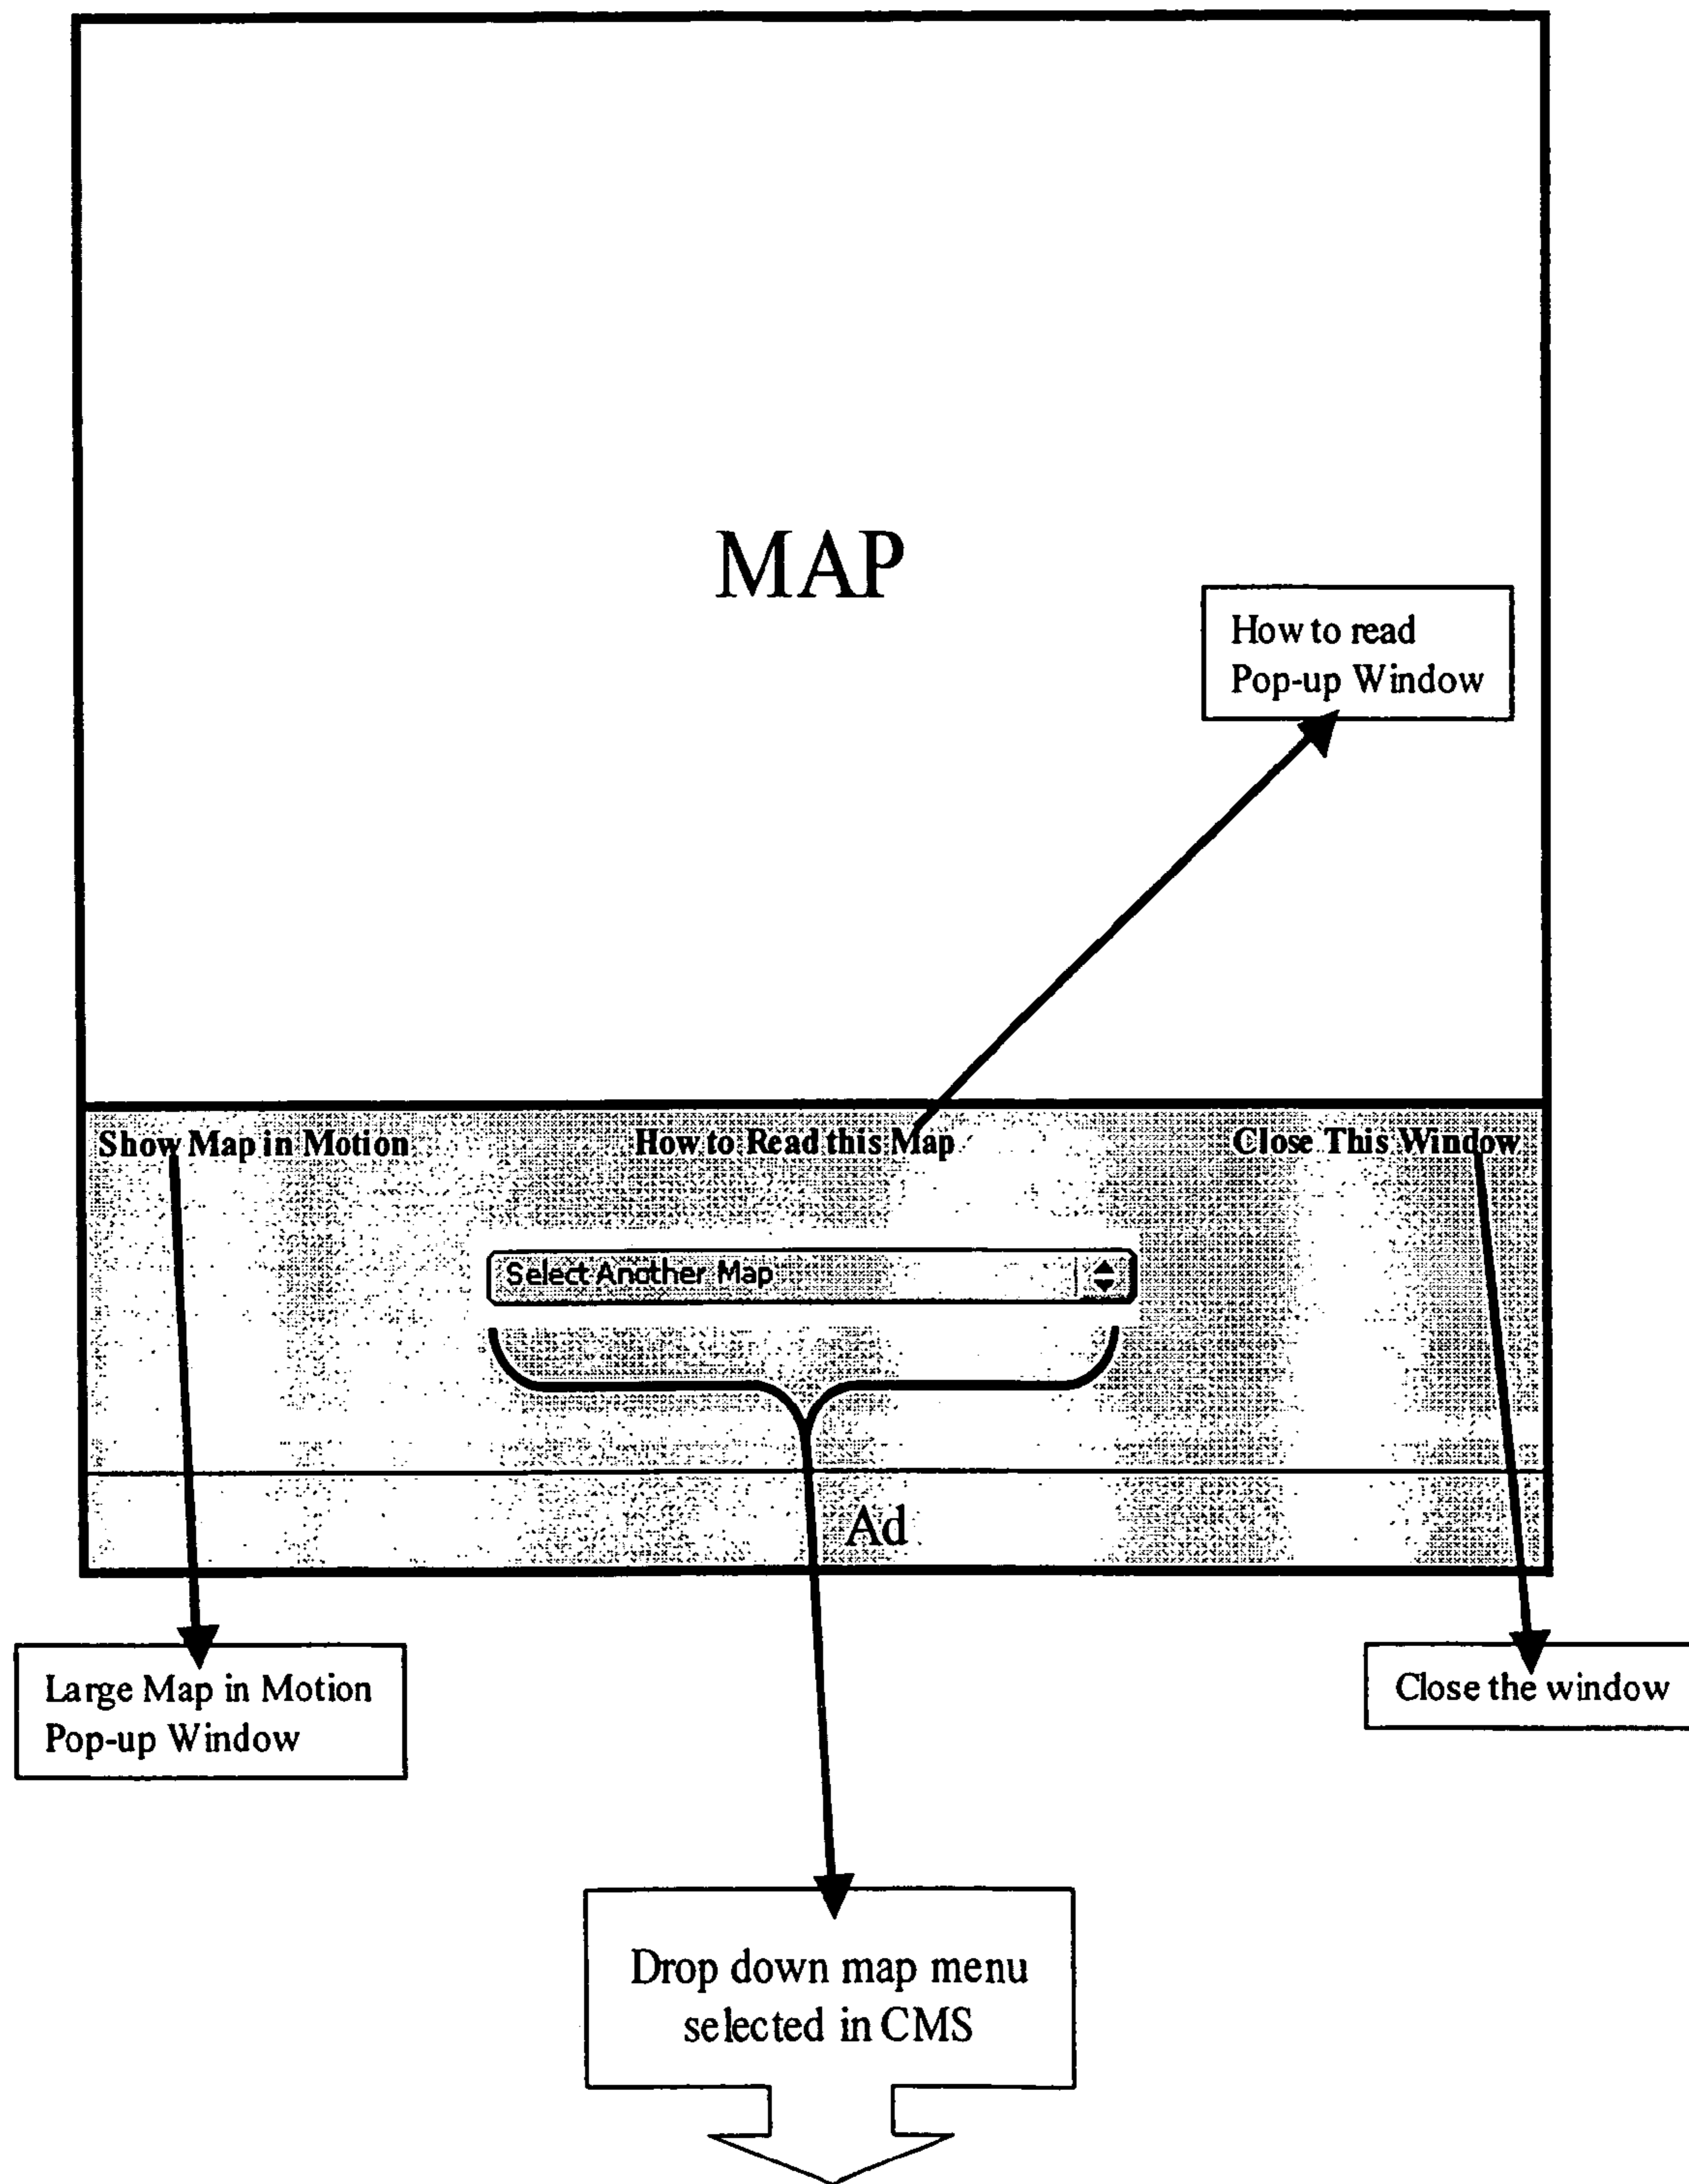 MAP
How to read
Pop-up Window
Show Map in Motion
How to Read this Map
Close This Window
Select Another Map
Ad
Large Map in Motion
Pop-up Window
Close the window
Drop down map menu
selected in CMS